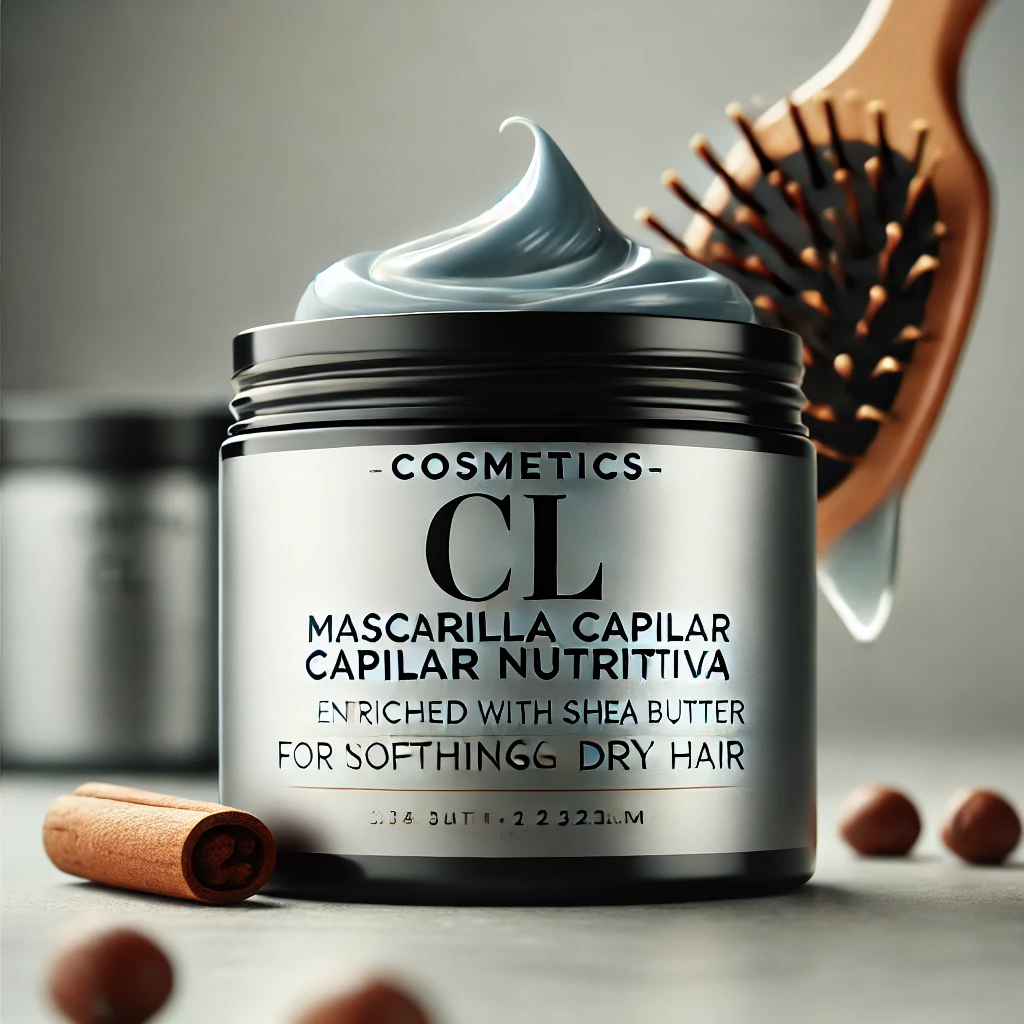 -COSMETICS-
CL
MASCARILLA CAPILAR
CAPILAR NUTRITTIVA
ENTRICHED WITH SHEA BUTTER
FOR SOFTHINGG DRY HAIR